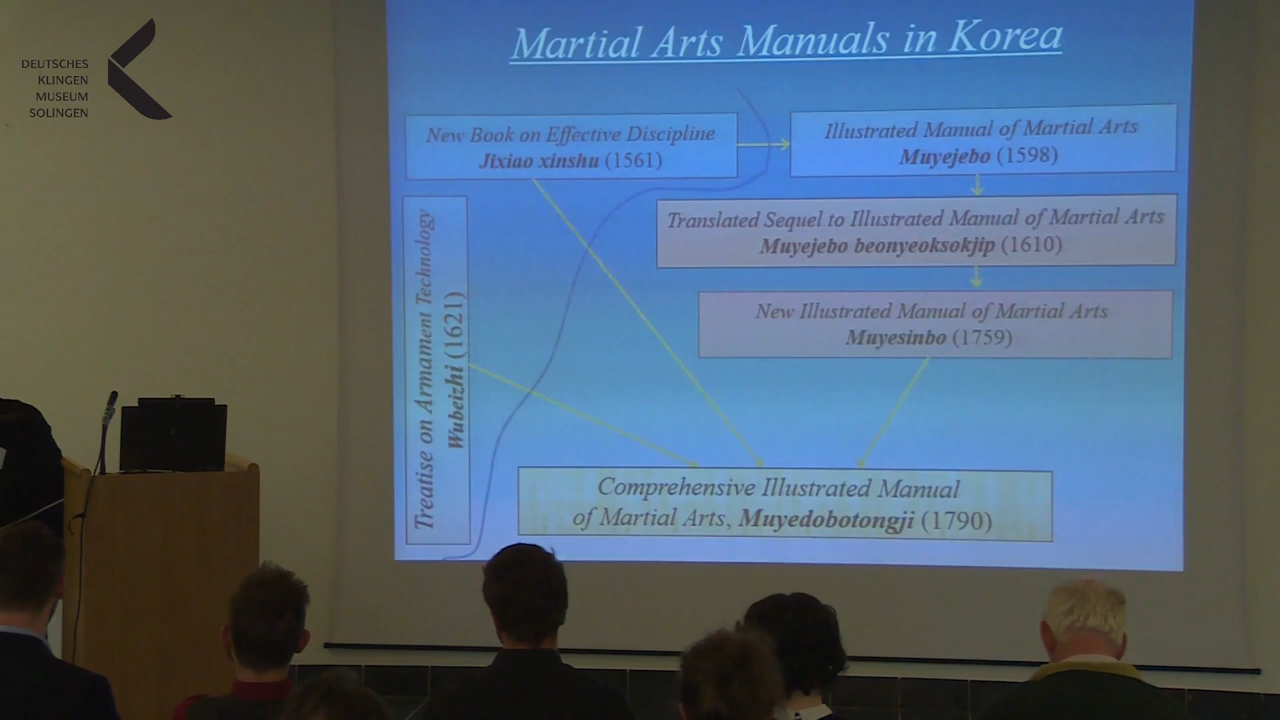 DEUTSCHES
KLINGEN
MUSEUM
SOLINGEN
Martial Arts Manuals in Korea
New Book on Effective Discipline
Jixiao xinshu (1561)
Illustrated Manual of Martial Arts
Muyejebo (1598)
Translated Sequel to Illustrated Manual of Martial Arts
Muyejebo beonyeoksokjip (1610)
New Illustrated Manual of Martial Arts
Muyesinbo (1759)
Treatise on Armament Technology
Wubeizhi (1621)
Comprehensive Illustrated Manual
of Martial Arts, Muyedobotongji (1790)